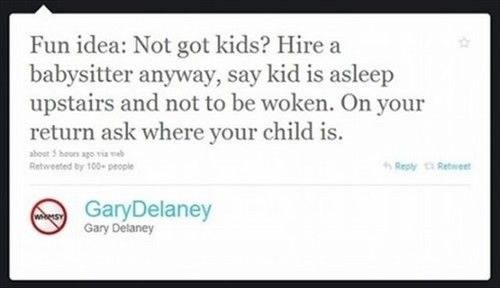 Fun idea: Not got kids? Hire a
babysitter anyway, say kid is asleep
upstairs and not to be woken. On your
return ask where your child is.
about 5 hours ago via web
Retweeted by 100+ people
Reply Retweet
WHIMSY
GaryDelaney
Gary Delaney